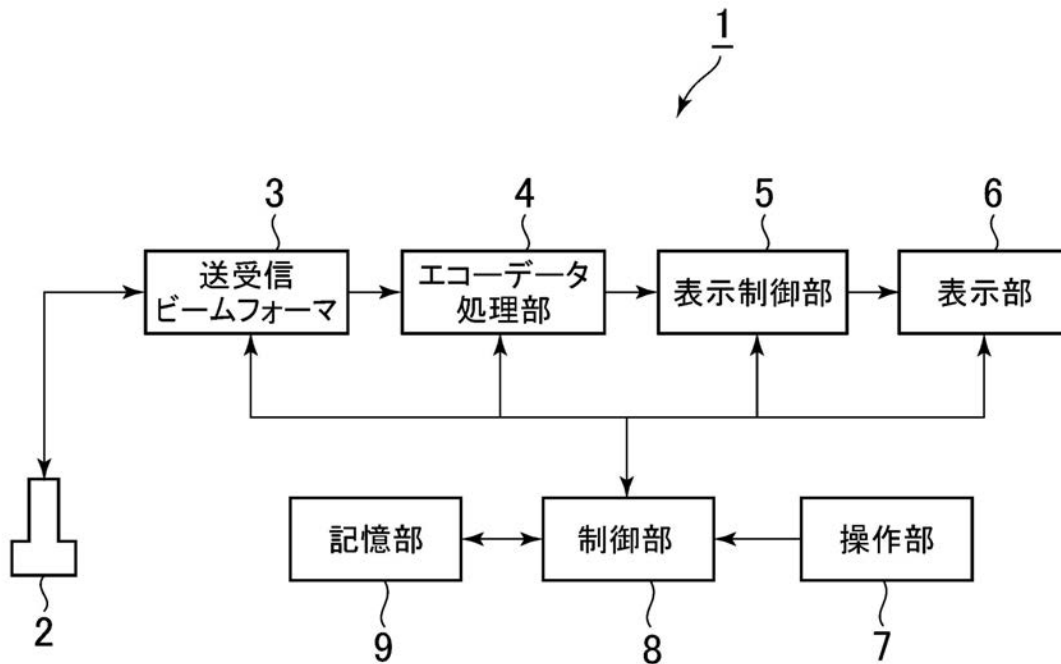 1
3
4
5
6
送受信
ビームフォーマ
エコーデータ
処理部
表示制御部
表示部
記憶部
制御部
操作部
2
9
8
7